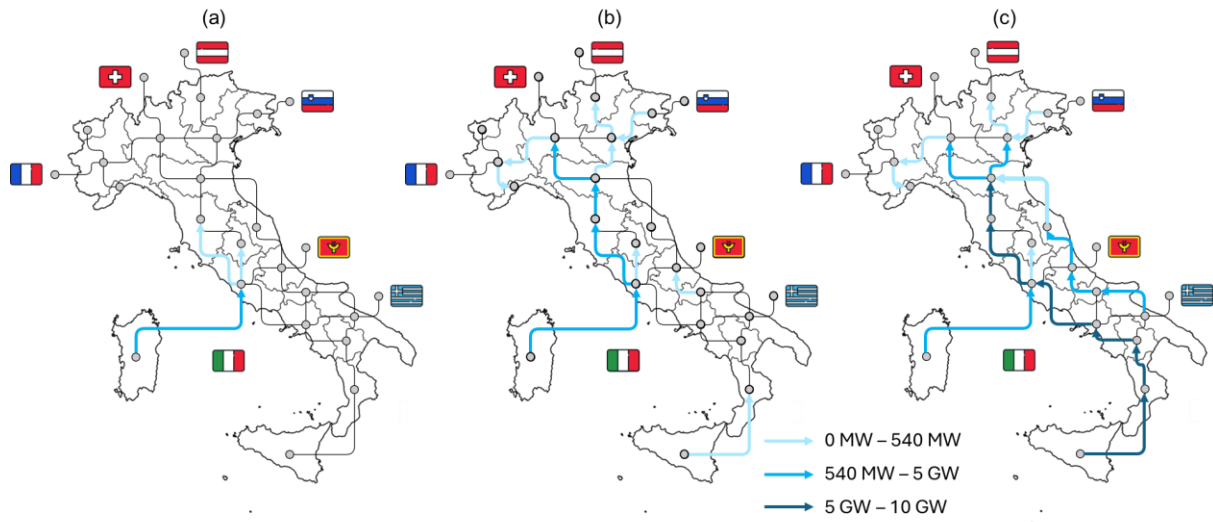 (a)
(b)
(c)
0 MW – 540 MW
540 MW – 5 GW
5 GW – 10 GW